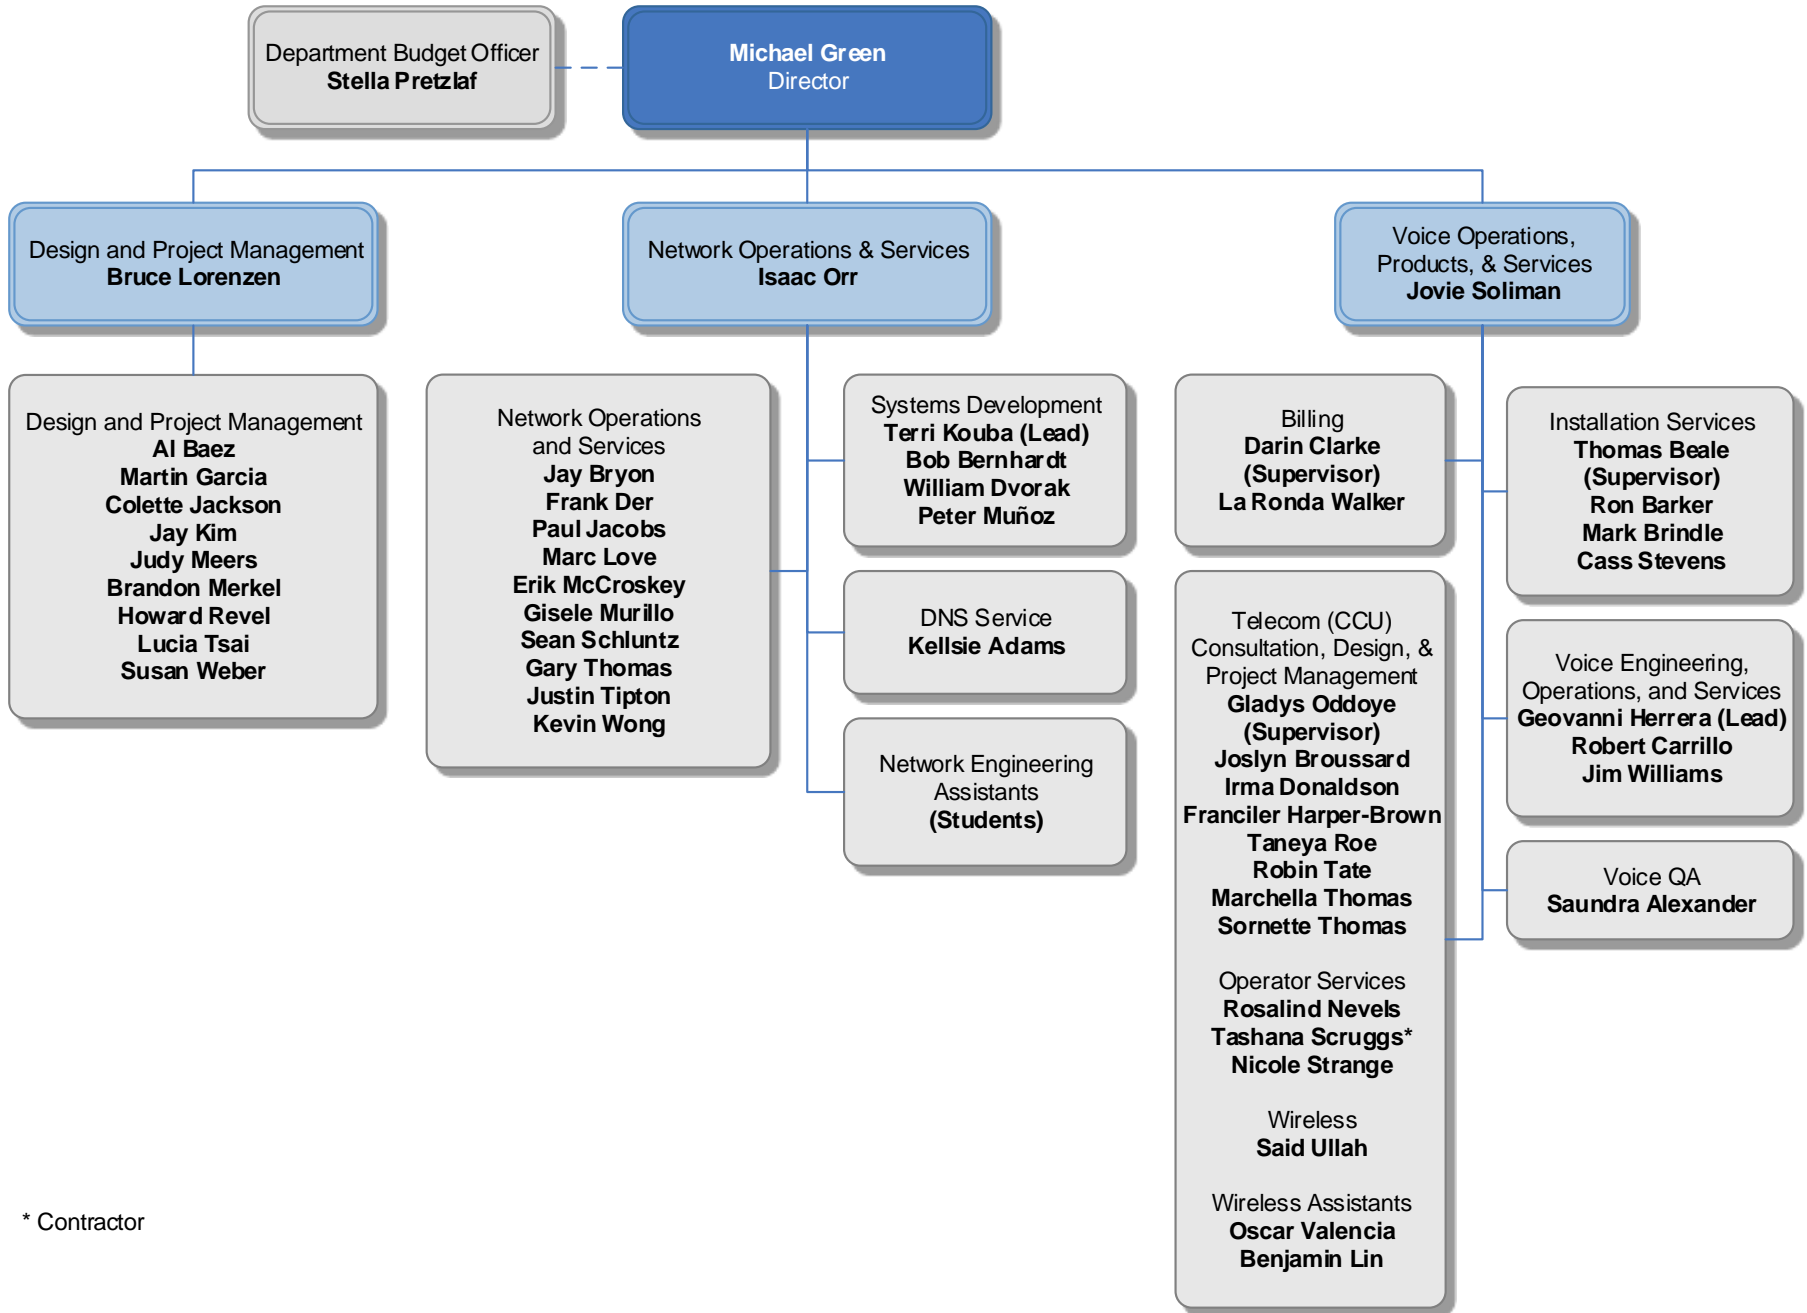 Department Budget Officer
Stella Pretzlaf
Michael Green
Director
Design and Project Management
Bruce Lorenzen
Network Operations & Services
Isaac Orr
Voice Operations,
Products, & Services
Jovie Soliman
Design and Project Management
Al Baez
Martin Garcia
Colette Jackson
Jay Kim
Judy Meers
Brandon Merkel
Howard Revel
Lucia Tsai
Susan Weber
Network Operations
and Services
Jay Bryon
Frank Der
Paul Jacobs
Marc Love
Erik McCroskey
Gisele Murillo
Sean Schluntz
Gary Thomas
Justin Tipton
Kevin Wong
Systems Development
Terri Kouba (Lead)
Bob Bernhardt
William Dvorak
Peter Muñoz
DNS Service
Kellsie Adams
Network Engineering
Assistants
(Students)
Billing
Darin Clarke
(Supervisor)
La Ronda Walker
Telecom (CCU)
Consultation, Design, &
Project Management
Gladys Oddoye
(Supervisor)
Joslyn Broussard
Irma Donaldson
Franciler Harper-Brown
Taneya Roe
Robin Tate
Marchella Thomas
Sornette Thomas
Operator Services
Rosalind Nevels
Tashana Scruggs*
Nicole Strange
Wireless
Said Ullah
Wireless Assistants
Oscar Valencia
Benjamin Lin
Installation Services
Thomas Beale
(Supervisor)
Ron Barker
Mark Brindle
Cass Stevens
Voice Engineering,
Operations, and Services
Geovanni Herrera (Lead)
Robert Carrillo
Jim Williams
Voice QA
Saundra Alexander
* Contractor